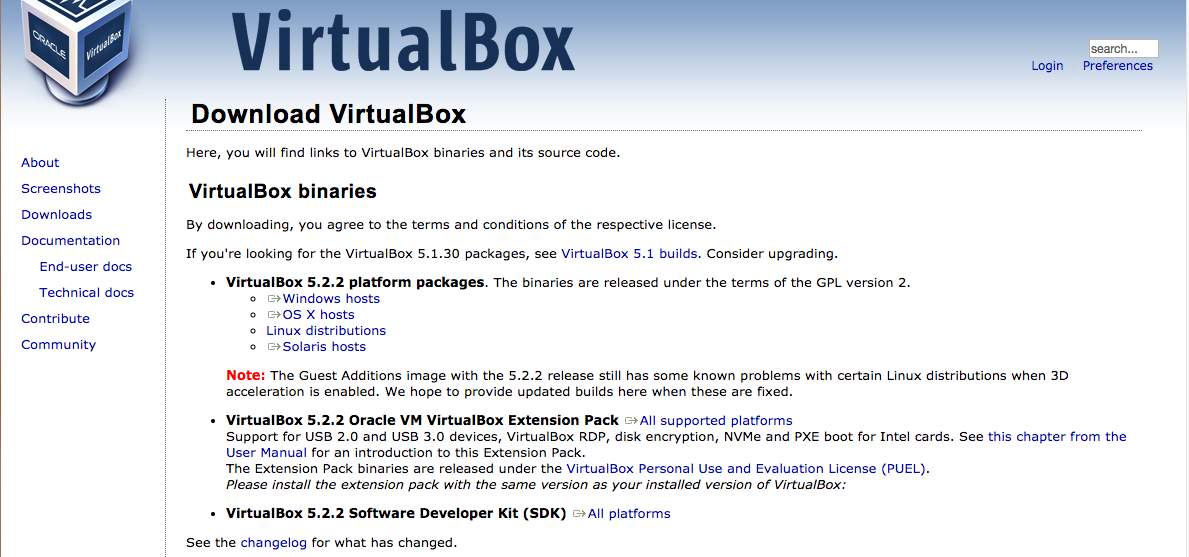 ORACLE
VirtualBox
VirtualBox
search...
Login Preferences
Download VirtualBox
Here, you will find links to VirtualBox binaries and its source code.
About
Screenshots
Downloads
Documentation
End-user docs
Technical docs
Contribute
Community
VirtualBox binaries
By downloading, you agree to the terms and conditions of the respective license.
If you're looking for the VirtualBox 5.1.30 packages, see VirtualBox 5.1 builds. Consider upgrading.
• VirtualBox 5.2.2 platform packages. The binaries are released under the terms of the GPL version 2.
Windows hosts
OS X hosts
Linux distributions
Solaris hosts
Note: The Guest Additions image with the 5.2.2 release still has some known problems with certain Linux distributions when 3D
acceleration is enabled. We hope to provide updated builds here when these are fixed.
• VirtualBox 5.2.2 Oracle VM VirtualBox Extension Pack All supported platforms
Support for USB 2.0 and USB 3.0 devices, VirtualBox RDP, disk encryption, NVMe and PXE boot for Intel cards. See this chapter from the
User Manual for an introduction to this Extension Pack.
The Extension Pack binaries are released under the VirtualBox Personal Use and Evaluation License (PUEL).
Please install the extension pack with the same version as your installed version of VirtualBox:
• VirtualBox 5.2.2 Software Developer Kit (SDK) All platforms
See the changelog for what has changed.